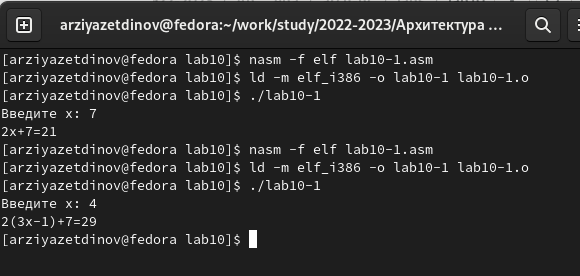 arziyazetdinov@fedora:~/work/study/2022-2023/Архитектура ...
[arziyazetdinov@fedora lab10]$ nasm -f elf lab10-1.asm
[arziyazetdinov@fedora lab10]$ ld -m elf_i386 -o lab10-1 lab10-1.o
[arziyazetdinov@fedora lab10]$ ./lab10-1
Введите x: 7
2x+7=21
[arziyazetdinov@fedora lab10]$ nasm -f elf lab10-1.asm
[arziyazetdinov@fedora lab10]$ ld -m elf_i386 -o lab10-1 lab10-1.o
[arziyazetdinov@fedora lab10]$ ./lab10-1
Введите x: 4
2(3x-1)+7=29
[arziyazetdinov@fedora lab10]$